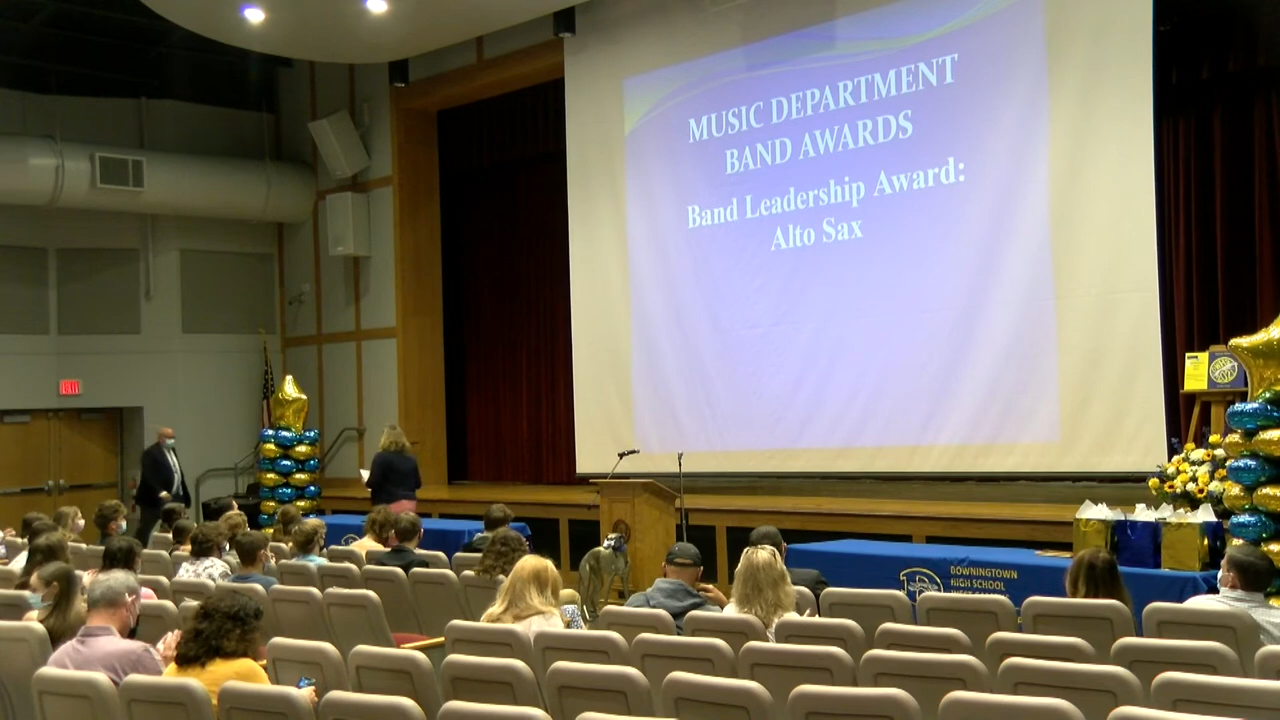 MUSIC DEPARTMENT
BAND AWARDS
Band Leadership Award:
Alto Sax
DOWNINGTOWN
HIGH SCHOOL